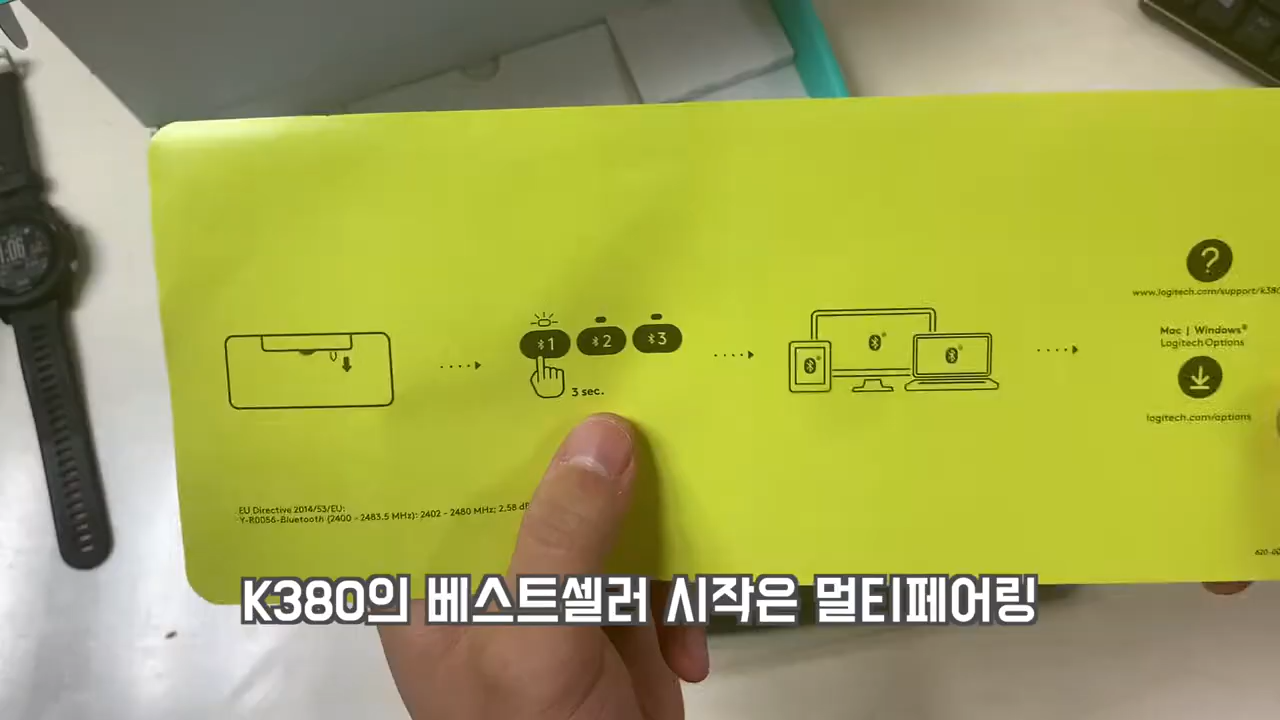 1:06
1
2
3
3 sec.
?
www.logitech.com/support/k380
Mac | Windows®
Logitech Options
logitech.com/options
EU Directive 2014/53/EU:
Y-R0056-Bluetooth (2400 - 2483.5 MHz): 2402 - 2480 MHz; 2.58
K380의 베스트셀러 시작은 멀티페어링